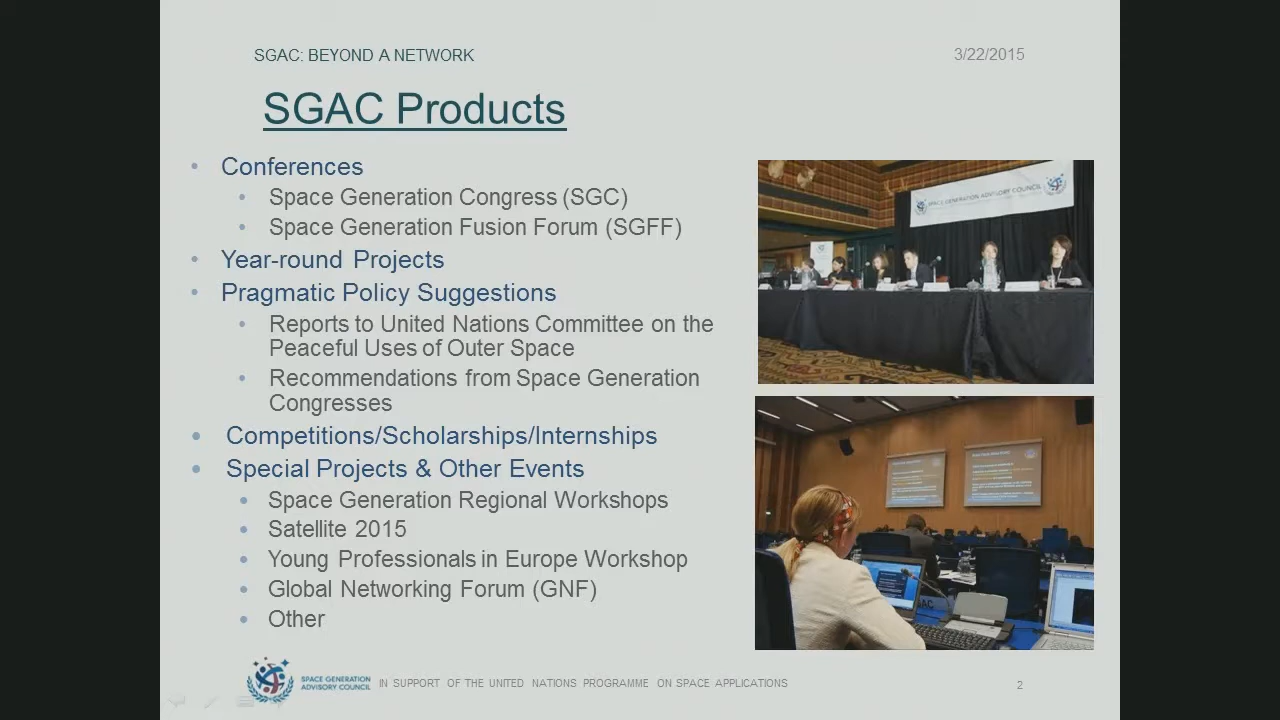 SGAC: BEYOND A NETWORK
3/22/2015
SGAC Products
• Conferences
• Space Generation Congress (SGC)
• Space Generation Fusion Forum (SGFF)
• Year-round Projects
• Pragmatic Policy Suggestions
• Reports to United Nations Committee on the
Peaceful Uses of Outer Space
• Recommendations from Space Generation
Congresses
• Competitions/Scholarships/Internships
• Special Projects & Other Events
• Space Generation Regional Workshops
• Satellite 2015
• Young Professionals in Europe Workshop
• Global Networking Forum (GNF)
• Other
SPACE GENERATION ADVISORY COUNCIL
SPACE GENERATION
ADVISORY COUNCIL
IN SUPPORT OF THE UNITED NATIONS PROGRAMME ON SPACE APPLICATIONS
2